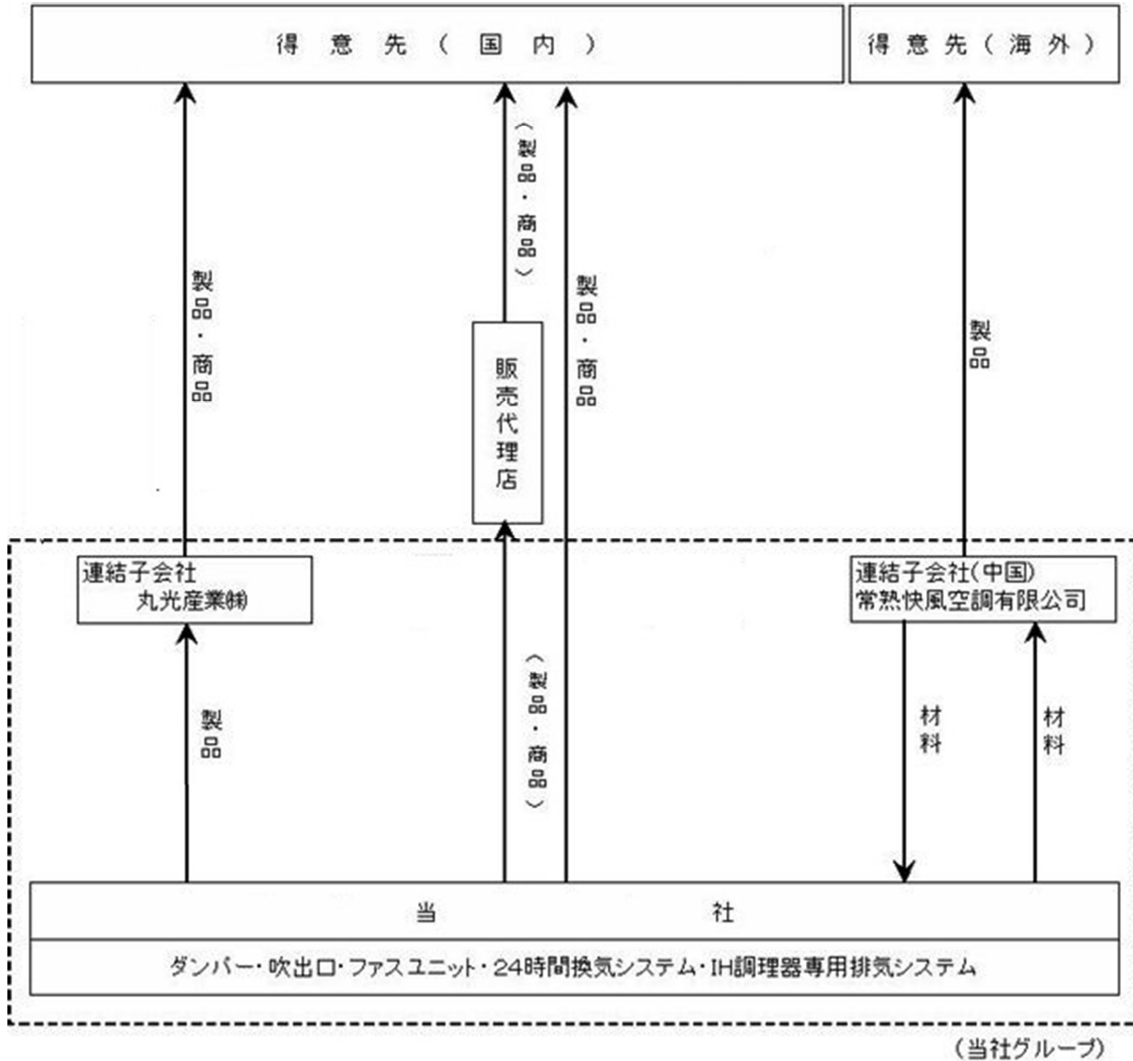 得意先(国内)
得意先(海外)
〈製品・商品〉
製品・商品
製品・商品
製品
販売代理店
連結子会社
丸光産業㈱
連結子会社(中国)
常熟快風空調有限公司
製品
〈製品・商品〉
材料
材料
当社
ダンパー・吹出口・ファスユニット・24時間換気システム・IH調理器専用排気システム
(当社グループ)